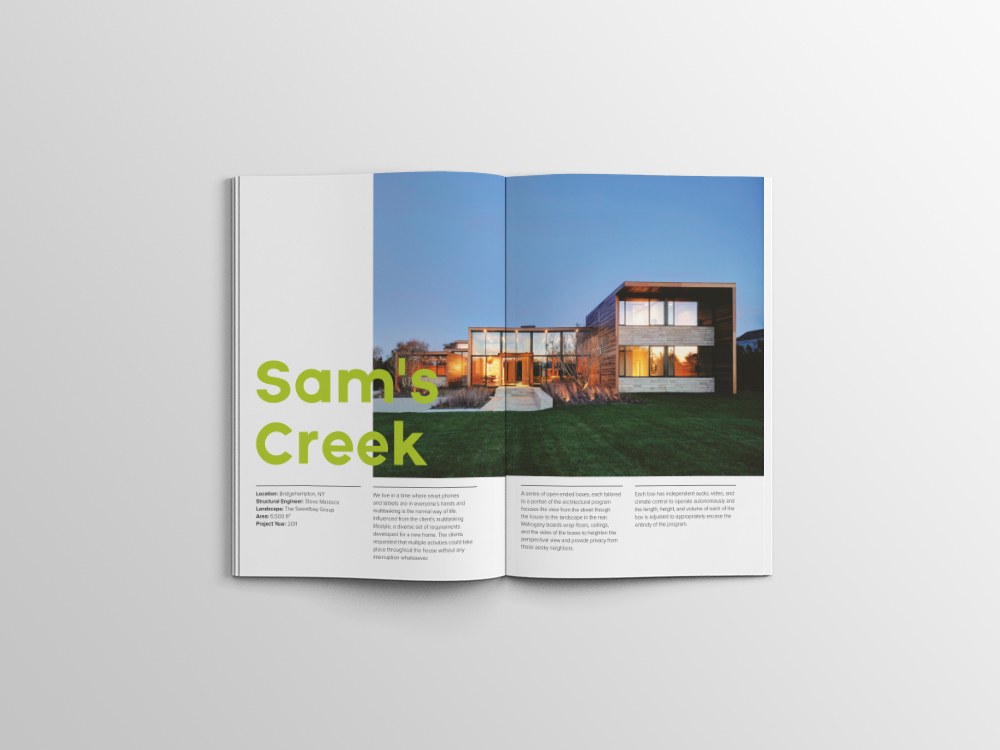 Sam's
Creek
Location: Bridgehampton, NY
Structural Engineer: Steve Maresca
Landscape: The Sweetbay Group
Area: 6,500 ft²
Project Year: 2011
We live in a time where smart phones
and tablets are in everyone's hands and
multitasking is the normal way of life.
Influenced from the client's multitasking
lifestyle, a diverse set of requirements
developed for a new home. The clients
requested that multiple activities could take
place throughout the house without any
interruption whatsoever.
A series of open-ended boxes, each tailored
to a portion of the architectural program
focuses the view from the street though
the house to the landscape in the rear.
Mahogany boards wrap floors, ceilings,
and the sides of the boxes to heighten the
perspectival view and provide privacy from
those pesky neighbors.
Each box has independent audio, video, and
climate control to operate autonomously and
the length, height, and volume of each of the
box is adjusted to appropriately encase the
entirety of the program.